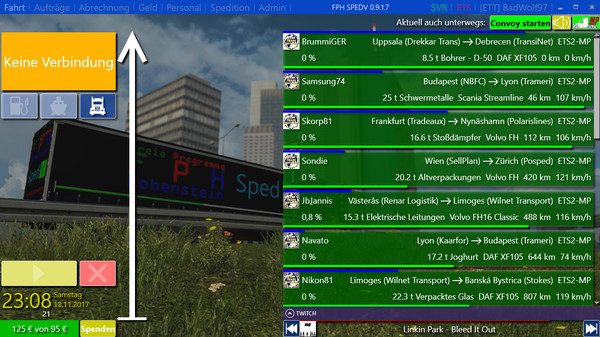 Fahrt Aufträge Abrechnung Geld Personal Spedition Admin FPH SPEDV 0.9.1.7 SVR ETS [ETT] BadWolf97
Aktuell auch unterwegs: Convoy starten
Keine Verbindung
BrummiGER Uppsala (Drekkar Trans) → Debrecen (TransiNet) ETS2-MP
0 % 8.5 t Bohrer - D-50 DAF XF105 0 km 0 km/h
Samsung74 Budapest (NBFC) → Lyon (Trameri) ETS2-MP
0 % 25 t Schwermetalle Scania Streamline 46 km 107 km/h
Skorp81 Frankfurt (Tradeaux) → Nynäshamn (Polarislines) ETS2-MP
0 % 16.6 t Stoßdämpfer Volvo FH 112 km 106 km/h
Sondie Wien (SellPlan) → Zürich (Posped) ETS2-MP
0 % 20.2 t Altverpackungen Volvo FH 420 km 121 km/h
JbJannis Västerås (Renar Logistik) → Limoges (Wilnet Transport) ETS2-MP
0,8 % 15.3 t Elektrische Leitungen Volvo FH16 Classic 488 km 116 km/h
Navato Lyon (Kaarfor) → Budapest (Trameri) ETS2-MP
0 % 17.2 t Joghurt DAF XF105 644 km 74 km/h
Nikon81 Limoges (Wilnet Transport) → Banská Bystrica (Stokes) ETS2-MP
0 % 22.3 t Verpacktes Glas DAF XF105 807 km 119 km/h
Programme
F P H
Hohenstein
Sped
23:08 Samstag
18.11.2017
21
125 € von 95 € Spenden
TWITCH
Linkin Park - Bleed It Out